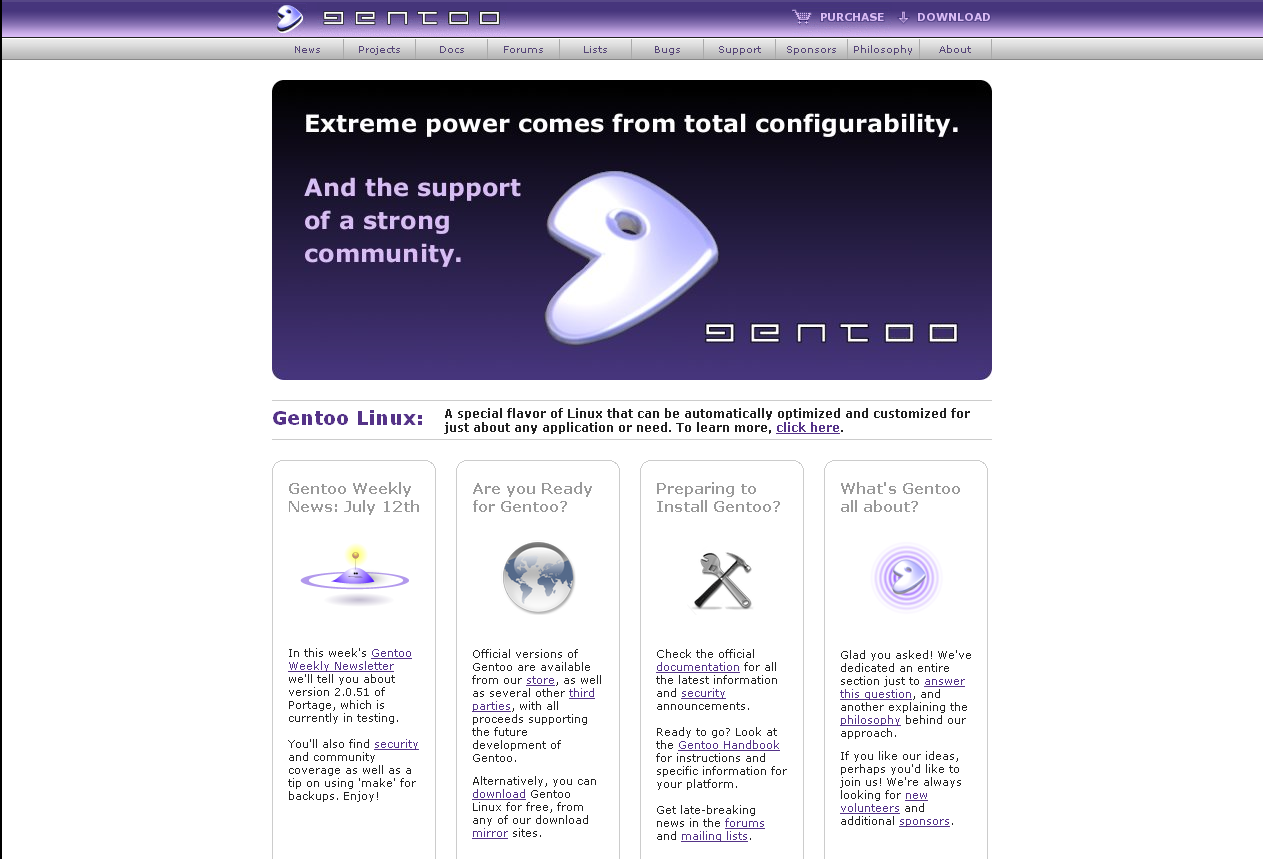 gentoo
PURCHASE DOWNLOAD
News Projects Docs Forums Lists Bugs Support Sponsors Philosophy About
Extreme power comes from total configurability.
And the support
of a strong
community.
gentoo
Gentoo Linux:
A special flavor of Linux that can be automatically optimized and customized for
just about any application or need. To learn more, click here.
Gentoo Weekly
News: July 12th
In this week's Gentoo
Weekly Newsletter
we'll tell you about
version 2.0.51 of
Portage, which is
currently in testing.
You'll also find security
and community
coverage as well as a
tip on using 'make' for
backups. Enjoy!
Are you Ready
for Gentoo?
Official versions of
Gentoo are available
from our store, as well
as several other third
parties, with all
proceeds supporting
the future
development of
Gentoo.
Alternatively, you can
download Gentoo
Linux for free, from
any of our download
mirror sites.
Preparing to
Install Gentoo?
Check the official
documentation for all
the latest information
and security
announcements.
Ready to go? Look at
the Gentoo Handbook
for instructions and
specific information for
your platform.
Get late-breaking
news in the forums
and mailing lists.
What's Gentoo
all about?
Glad you asked! We've
dedicated an entire
section just to answer
this question, and
another explaining the
philosophy behind our
approach.
If you like our ideas,
perhaps you'd like to
join us! We're always
looking for new
volunteers and
additional sponsors.